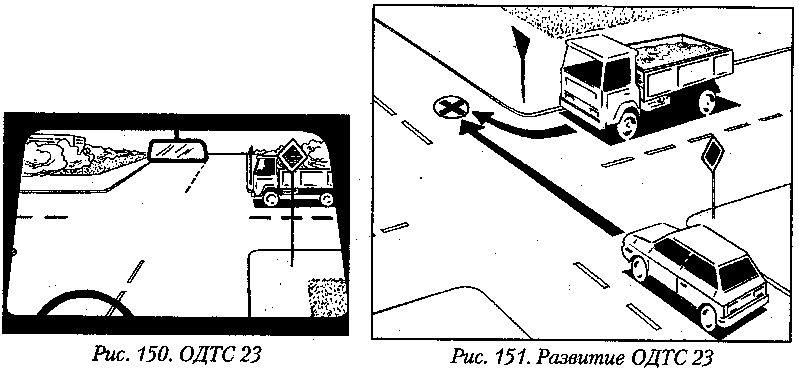 Рис. 150. ОДТС 23
Рис. 151. Развитие ОДТС 23